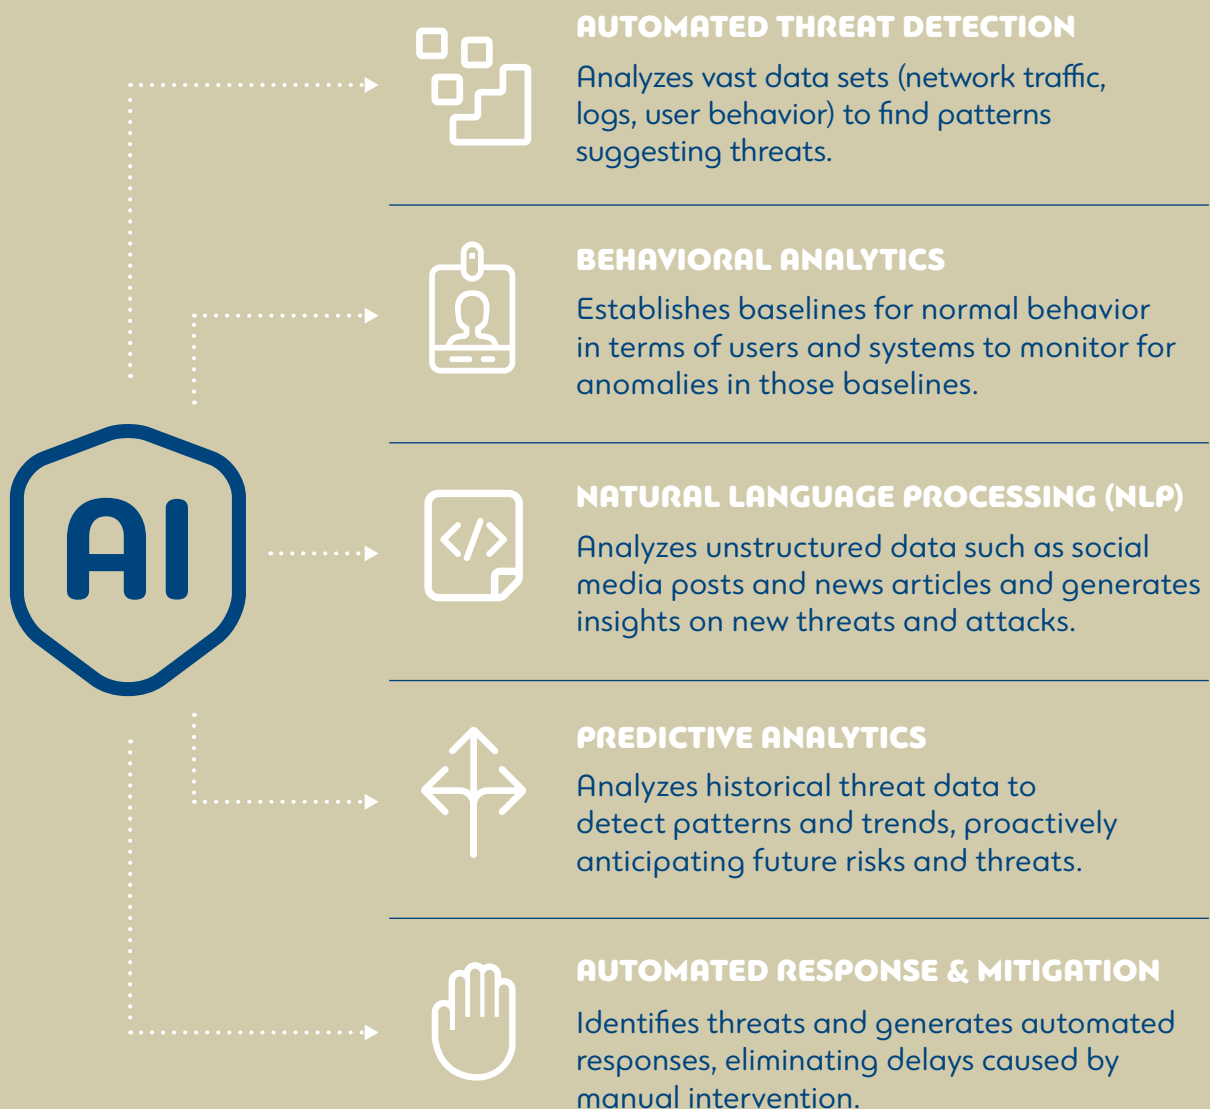 AUTOMATED THREAT DETECTION
Analyzes vast data sets (network traffic,
logs, user behavior) to find patterns
suggesting threats.
BEHAVIORAL ANALYTICS
Establishes baselines for normal behavior
in terms of users and systems to monitor for
anomalies in those baselines.
AI
NATURAL LANGUAGE PROCESSING (NLP)
Analyzes unstructured data such as social
media posts and news articles and generates
insights on new threats and attacks.
PREDICTIVE ANALYTICS
Analyzes historical threat data to
detect patterns and trends, proactively
anticipating future risks and threats.
AUTOMATED RESPONSE & MITIGATION
Identifies threats and generates automated
responses, eliminating delays caused by
manual intervention.